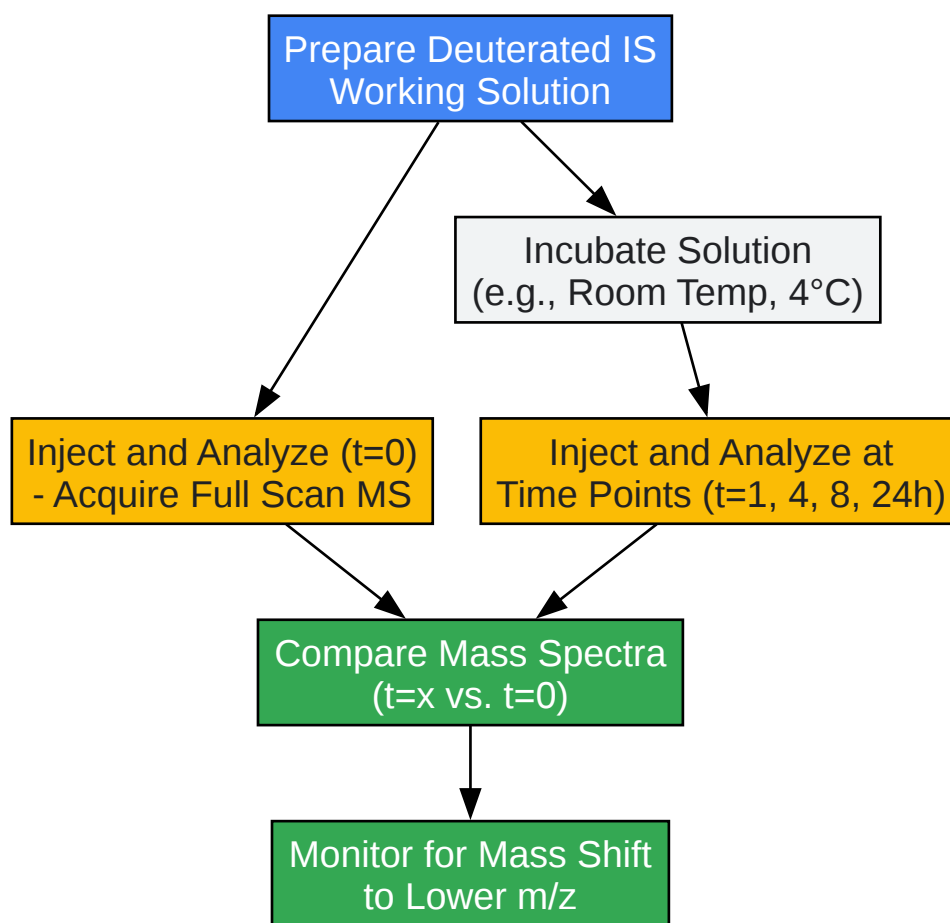 Prepare Deuterated IS
Working Solution
Incubate Solution
(e.g., Room Temp, 4°C)
Inject and Analyze (t=0)
- Acquire Full Scan MS
Inject and Analyze at
Time Points (t=1, 4, 8, 24h)
Compare Mass Spectra
(t=x vs. t=0)
Monitor for Mass Shift
to Lower m/z